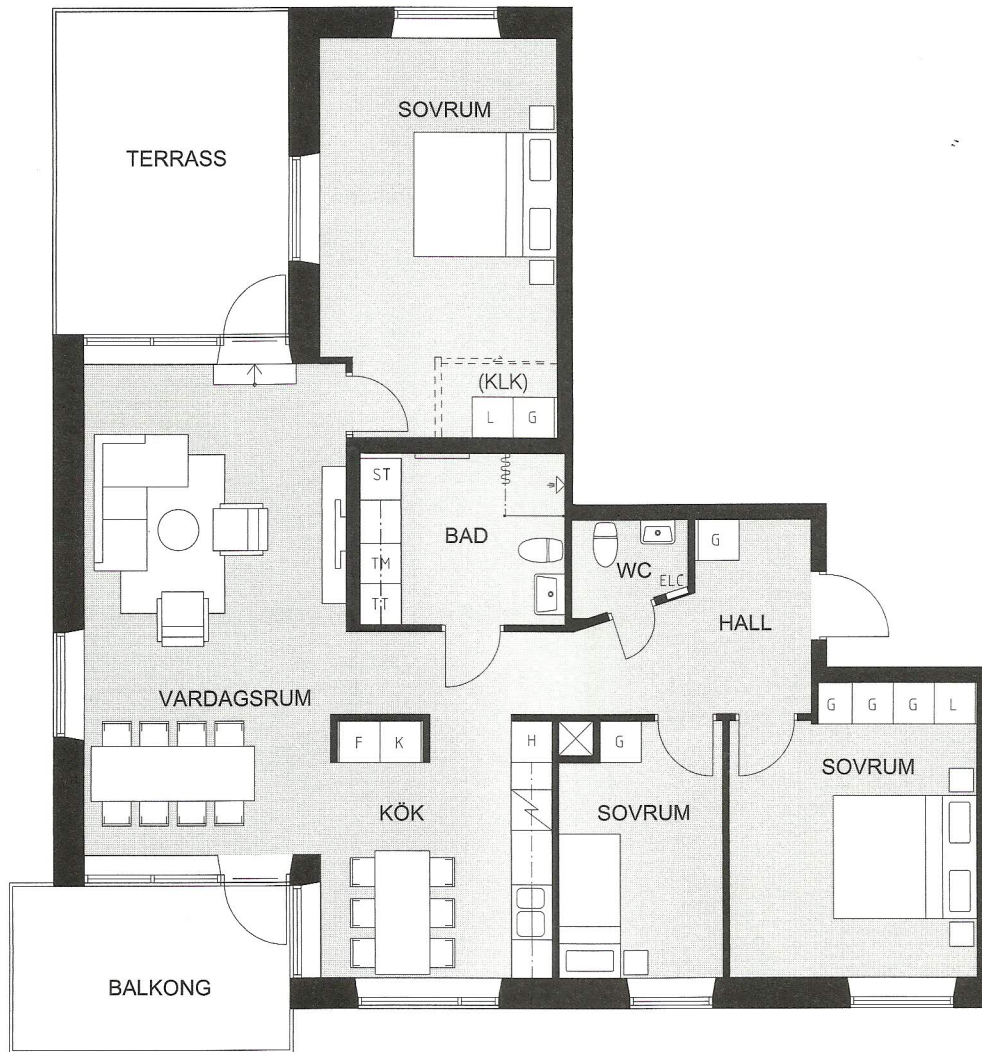 SOVRUM
TERRASS
(KLK)
L G
ST
BAD
TM
TT
WC
ELC
G
HALL
VARDAGSRUM
F K
H
G
G G G L
SOVRUM
SOVRUM
KÖK
BALKONG